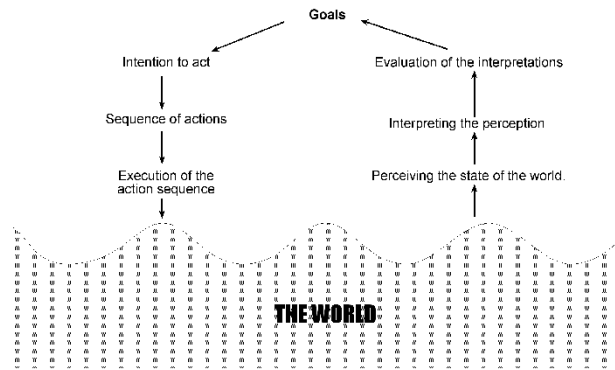 Goals
Intention to act
Evaluation of the interpretations
Sequence of actions
Interpreting the perception
Execution of the
action sequence
Perceiving the state of the world.
THE WORLD